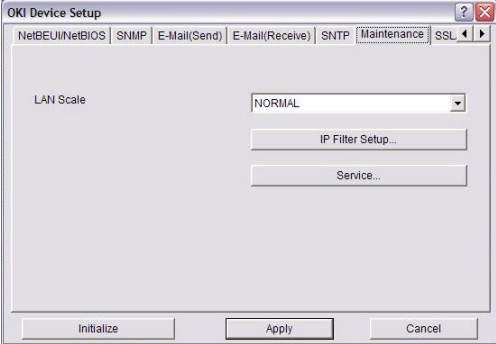 OKI Device Setup
NetBEUI/NetBIOS SNMP E-Mail(Send) E-Mail(Receive) SNTP Maintenance SSL
LAN Scale NORMAL
IP Filter Setup...
Service...
Initialize Apply Cancel